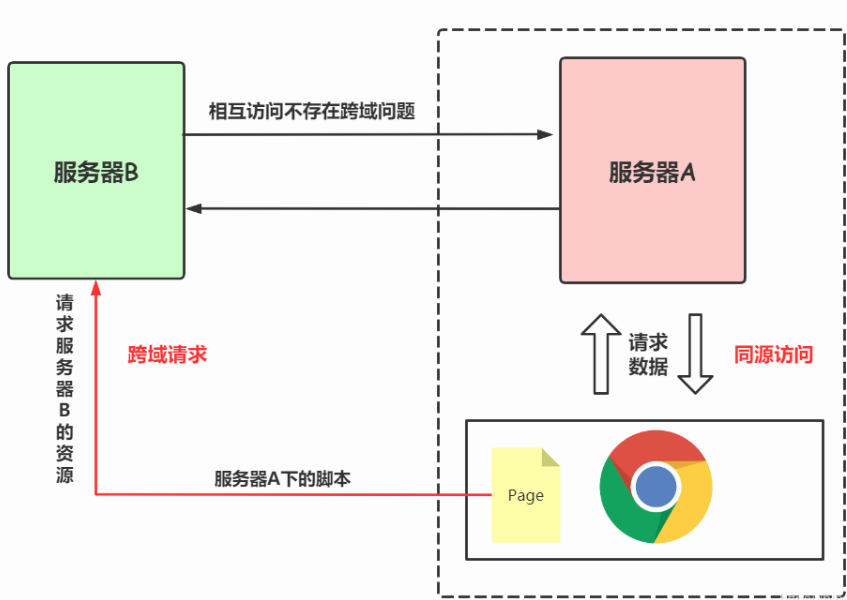 相互访问不存在跨域问题
服务器B
服务器A
请求服务器B的资源
跨域请求
请求
数据
同源访问
服务器A下的脚本
Page